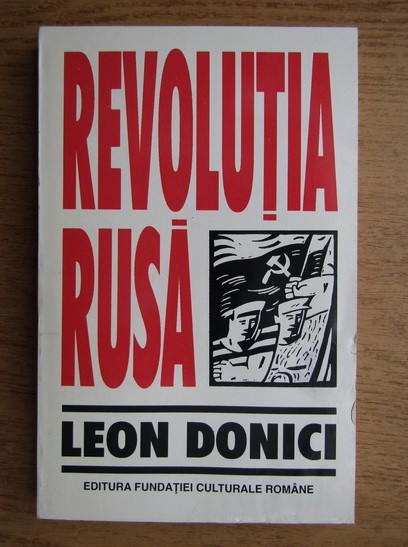 REVOLUȚIA
RUSĂ
LEON DONICI
EDITURA FUNDAȚIEI CULTURALE ROMÂNE